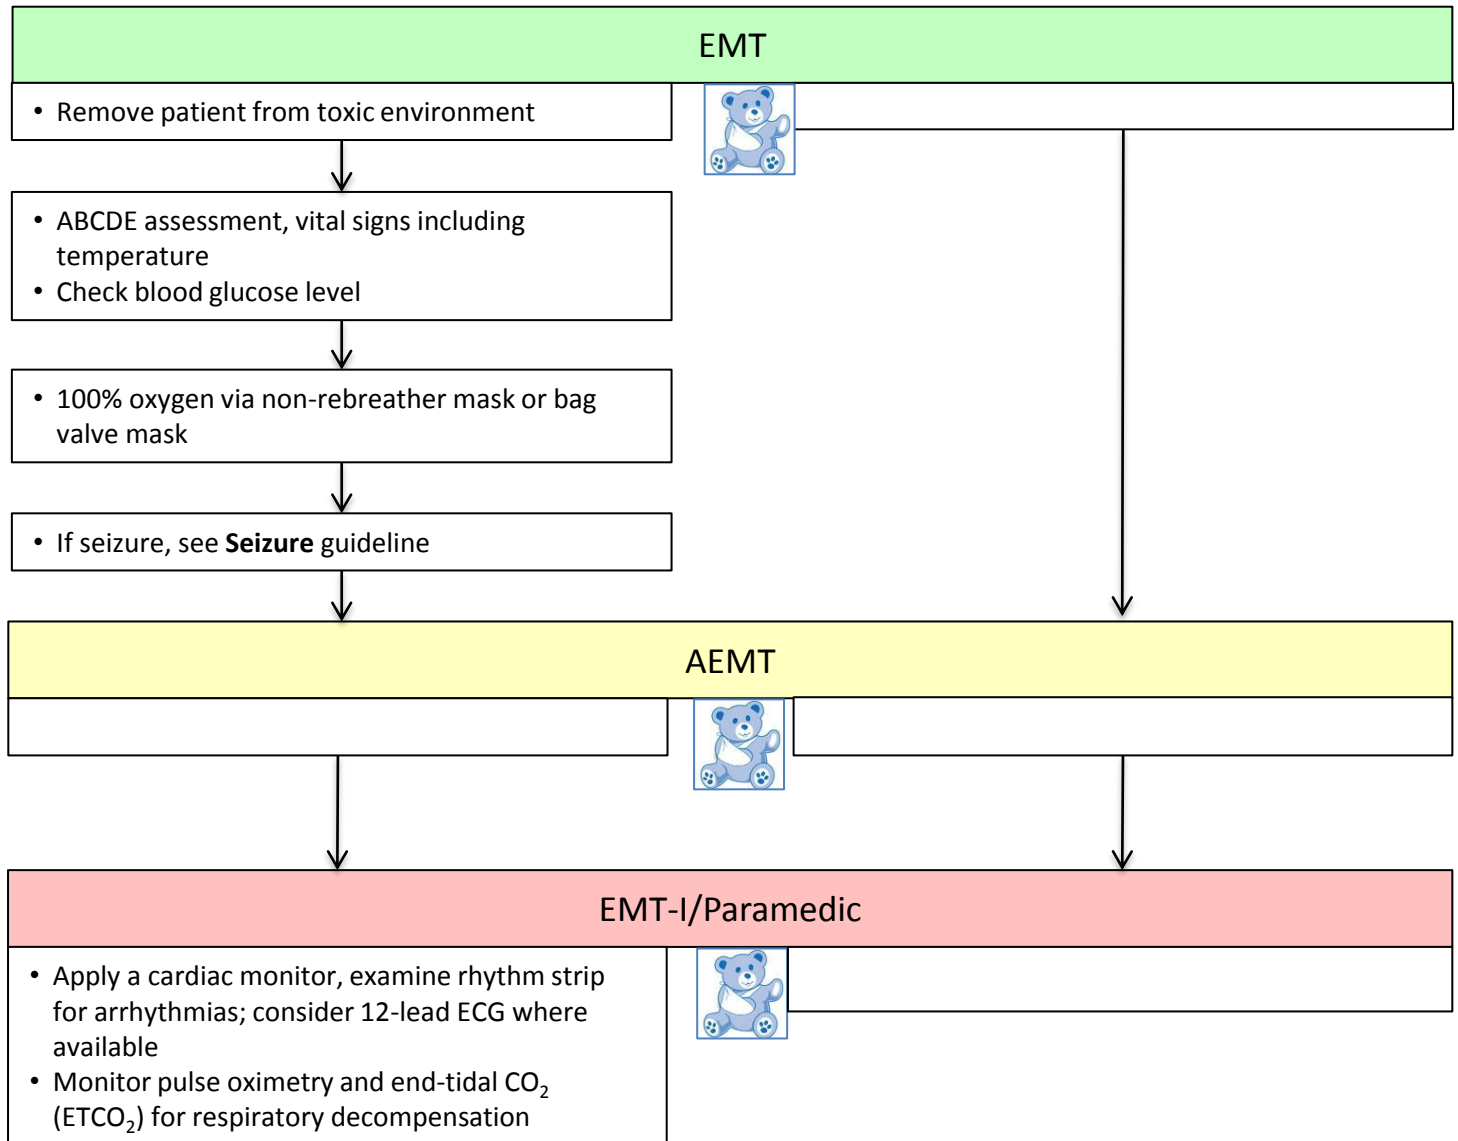 EMT
• Remove patient from toxic environment
• ABCDE assessment, vital signs including
temperature
• Check blood glucose level
• 100% oxygen via non-rebreather mask or bag
valve mask
• If seizure, see Seizure guideline
AEMT
EMT-I/Paramedic
• Apply a cardiac monitor, examine rhythm strip
for arrhythmias; consider 12-lead ECG where
available
• Monitor pulse oximetry and end-tidal CO₂
(ETCO₂) for respiratory decompensation